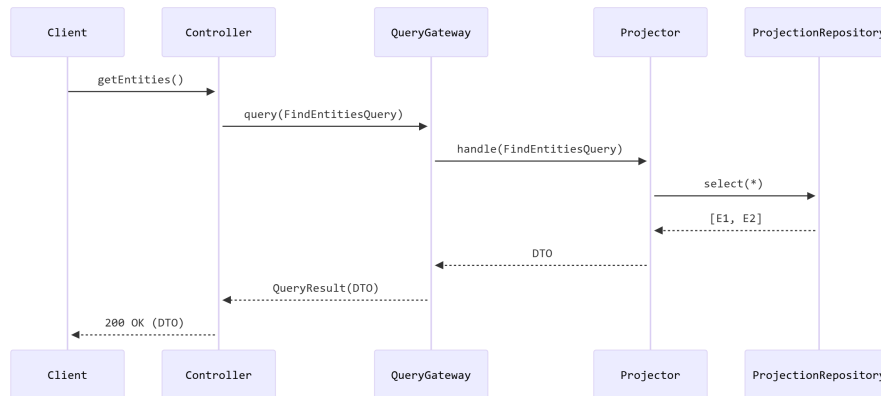 Client
Controller
QueryGateway
Projector
ProjectionRepository
getEntities()
query(FindEntitiesQuery)
handle(FindEntitiesQuery)
select(*)
[E1, E2]
DTO
QueryResult(DTO)
200 OK (DTO)
Client
Controller
QueryGateway
Projector
ProjectionRepository